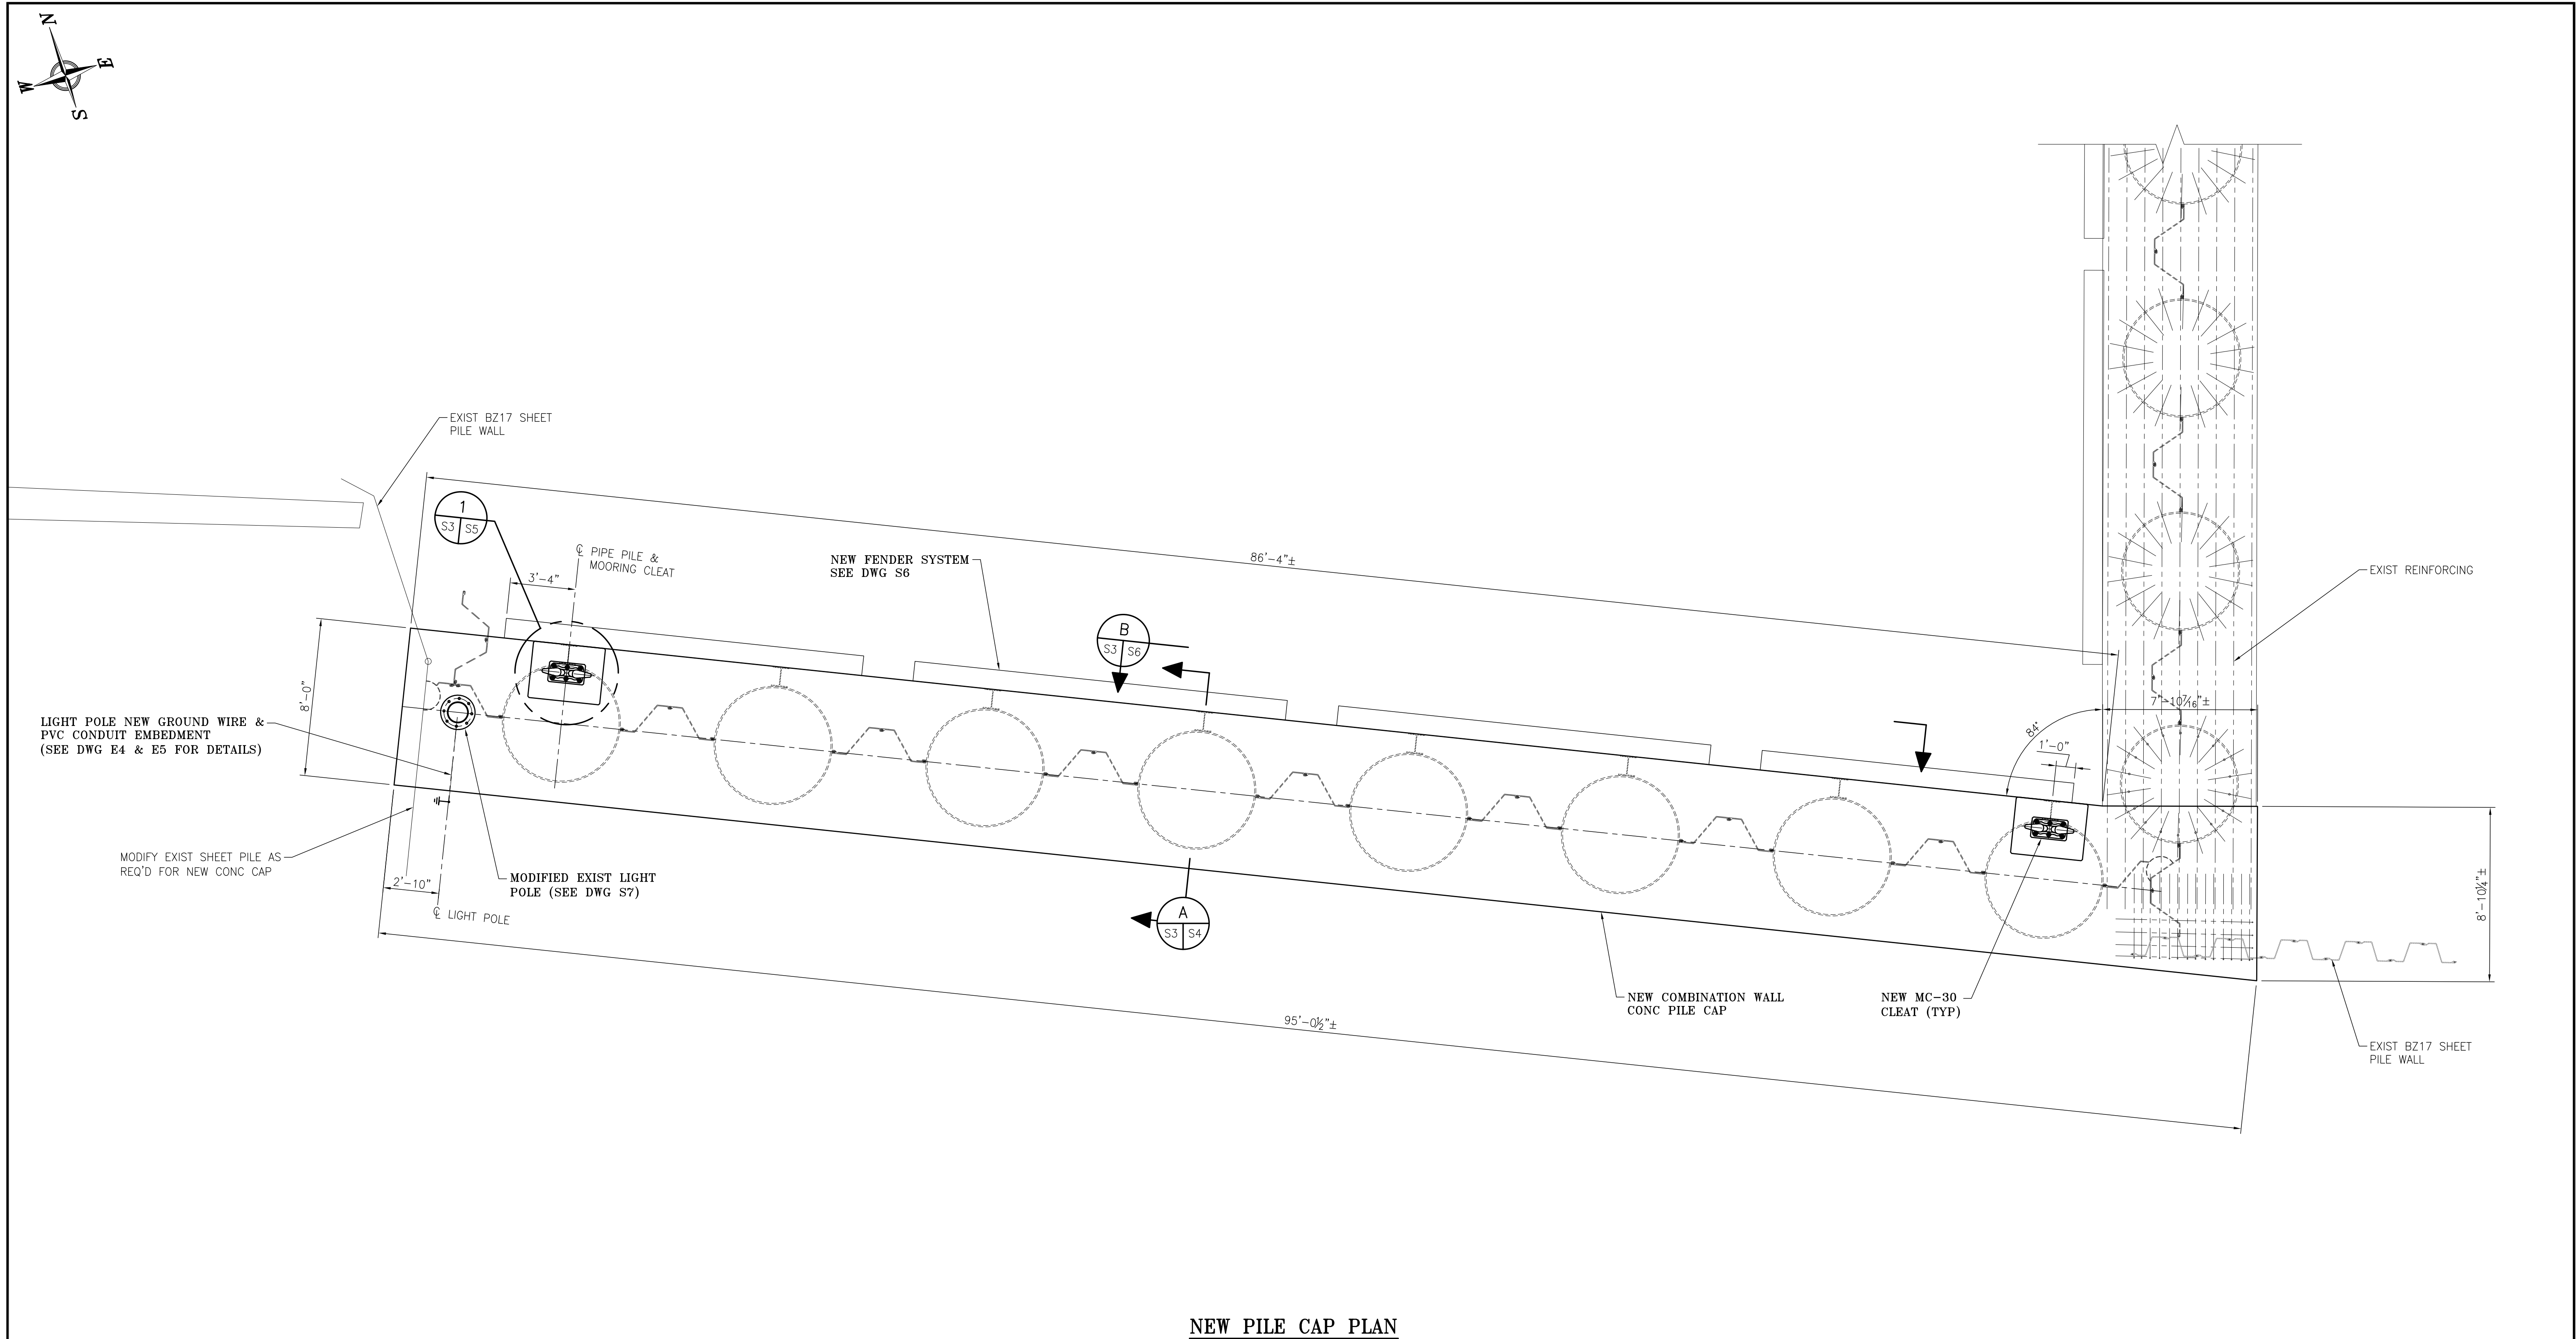 N
E
W
S
EXIST BZ17 SHEET
PILE WALL
1
S3 S5
℄ PIPE PILE &
MOORING CLEAT
3'-4"
NEW FENDER SYSTEM
SEE DWG S6
86'-4"±
EXIST REINFORCING
B
S3 S6
8'-0"
7'-10 7/16"±
84°
1'-0"
LIGHT POLE NEW GROUND WIRE &
PVC CONDUIT EMBEDMENT
(SEE DWG E4 & E5 FOR DETAILS)
MODIFY EXIST SHEET PILE AS
REQ'D FOR NEW CONC CAP
2'-10"
MODIFIED EXIST LIGHT
POLE (SEE DWG S7)
℄ LIGHT POLE
A
S3 S4
8'-10¼"±
NEW COMBINATION WALL
CONC PILE CAP
NEW MC-30
CLEAT (TYP)
95'-0½"±
EXIST BZ17 SHEET
PILE WALL
NEW PILE CAP PLAN